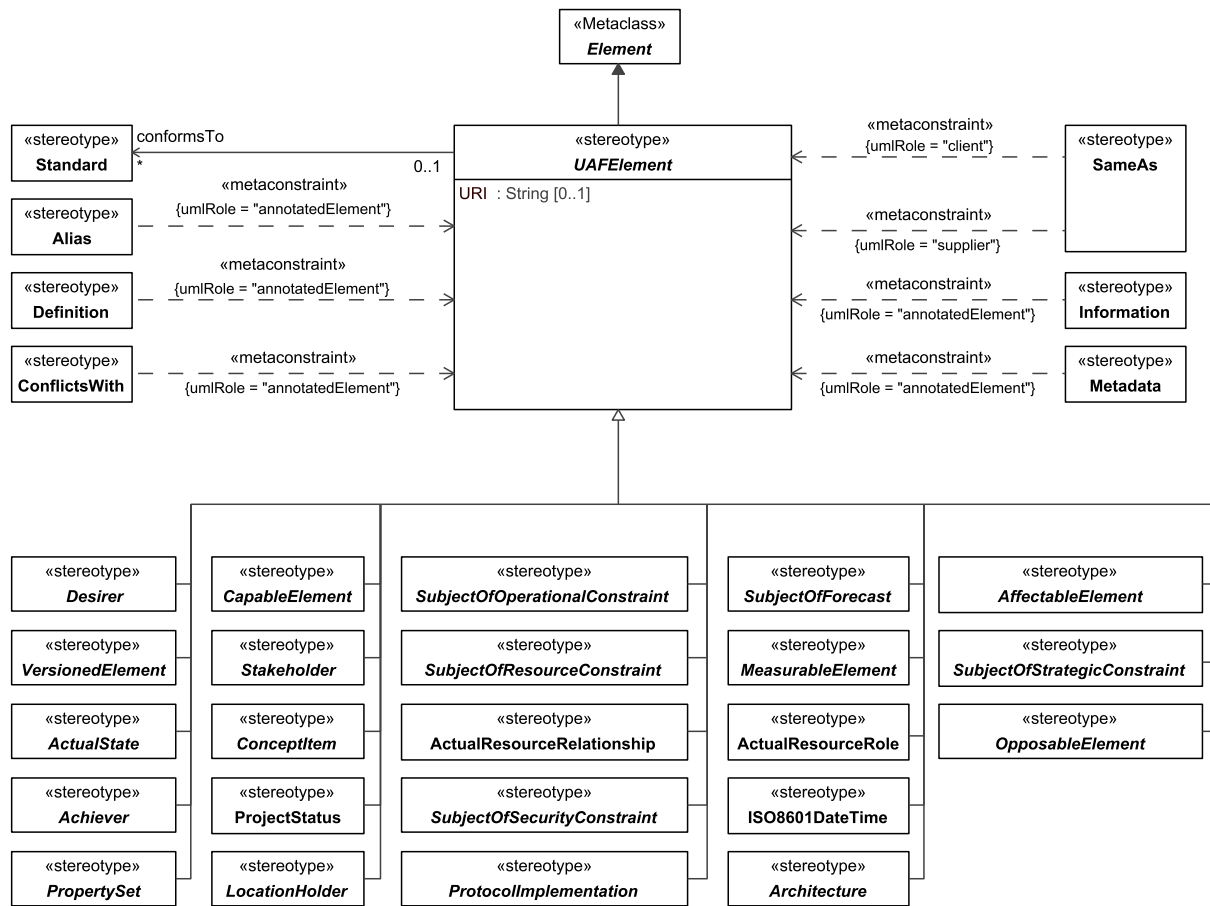 «Metaclass»
Element
«stereotype»
Standard
conformsTo
*
0..1
«stereotype»
UAFElement
URI : String [0..1]
«metaconstraint»
{umlRole = "client"}
«stereotype»
SameAs
«metaconstraint»
{umlRole = "annotatedElement"}
«stereotype»
Alias
«metaconstraint»
{umlRole = "supplier"}
«metaconstraint»
{umlRole = "annotatedElement"}
«stereotype»
Definition
«metaconstraint»
{umlRole = "annotatedElement"}
«stereotype»
Information
«stereotype»
ConflictsWith
«metaconstraint»
{umlRole = "annotatedElement"}
«metaconstraint»
{umlRole = "annotatedElement"}
«stereotype»
Metadata
«stereotype»
Desirer
«stereotype»
CapableElement
«stereotype»
SubjectOfOperationalConstraint
«stereotype»
SubjectOfForecast
«stereotype»
AffectableElement
«stereotype»
VersionedElement
«stereotype»
Stakeholder
«stereotype»
SubjectOfResourceConstraint
«stereotype»
MeasurableElement
«stereotype»
SubjectOfStrategicConstraint
«stereotype»
ActualState
«stereotype»
ConceptItem
«stereotype»
ActualResourceRelationship
«stereotype»
ActualResourceRole
«stereotype»
OpposableElement
«stereotype»
Achiever
«stereotype»
ProjectStatus
«stereotype»
SubjectOfSecurityConstraint
«stereotype»
ISO8601DateTime
«stereotype»
PropertySet
«stereotype»
LocationHolder
«stereotype»
ProtocolImplementation
«stereotype»
Architecture